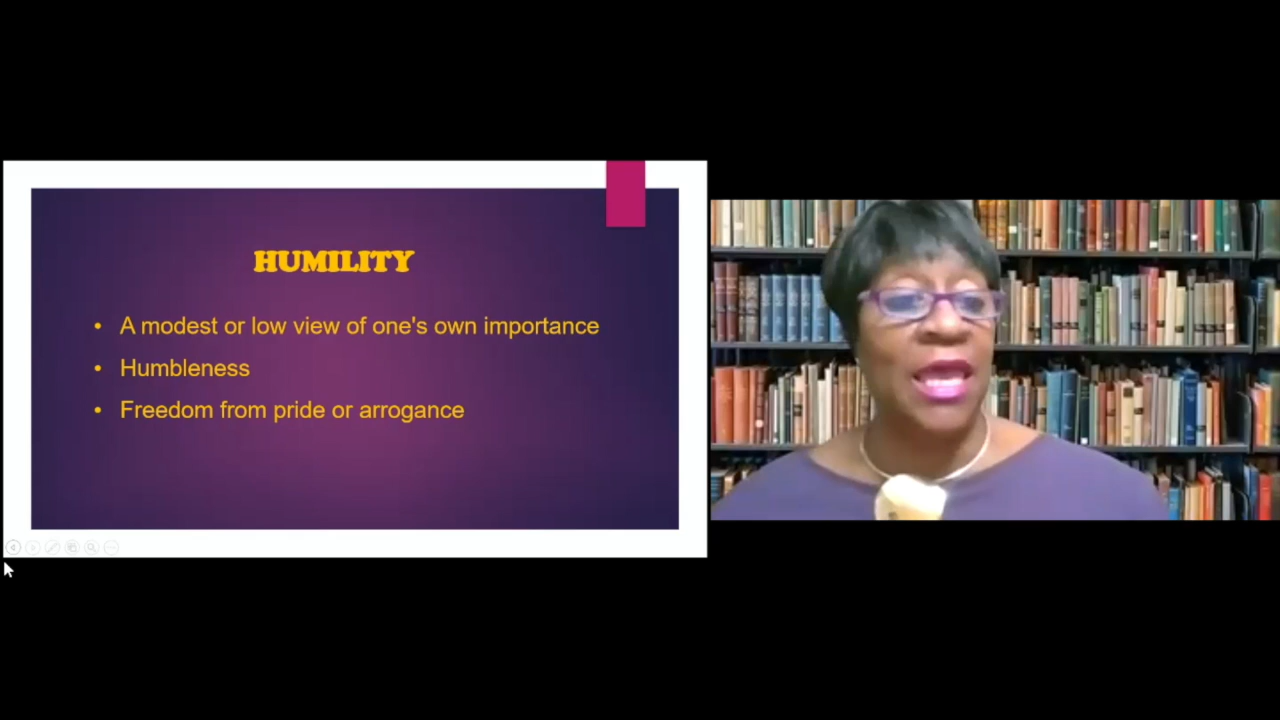 HUMILITY
• A modest or low view of one's own importance
• Humbleness
• Freedom from pride or arrogance